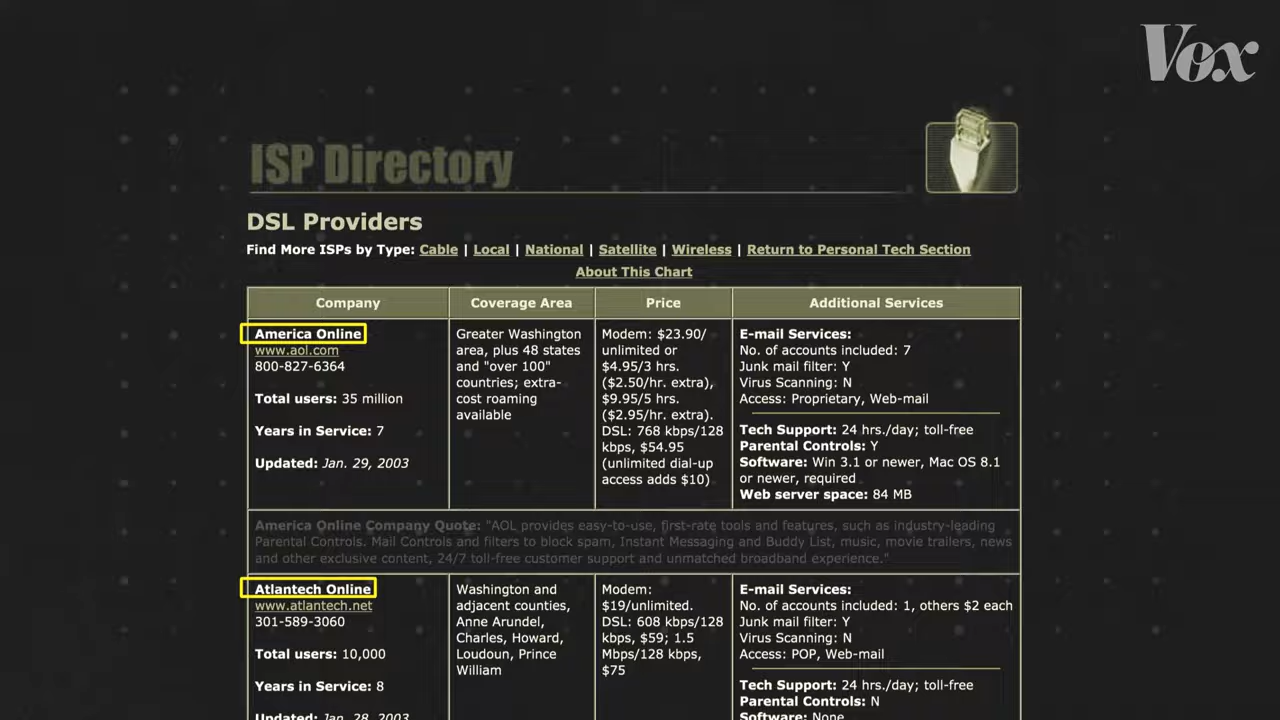 Vox
ISP Directory
DSL Providers
Find More ISPs by Type: Cable | Local | National | Satellite | Wireless | Return to Personal Tech Section
About This Chart
Company
Coverage Area
Price
Additional Services
America Online
www.aol.com
800-827-6364
Total users: 35 million
Years in Service: 7
Updated: Jan. 29, 2003
Greater Washington
area, plus 48 states
and "over 100"
countries; extra-
cost roaming
available
Modem: $23.90/
unlimited or
$4.95/3 hrs.
($2.50/hr. extra),
$9.95/5 hrs.
($2.95/hr. extra).
DSL: 768 kbps/128
kbps, $54.95
(unlimited dial-up
access adds $10)
E-mail Services:
No. of accounts included: 7
Junk mail filter: Y
Virus Scanning: N
Access: Proprietary, Web-mail
Tech Support: 24 hrs./day; toll-free
Parental Controls: Y
Software: Win 3.1 or newer, Mac OS 8.1
or newer, required
Web server space: 84 MB
America Online Company Quote: "AOL provides easy-to-use, first-rate tools and features, such as industry-leading
Parental Controls. Mail Controls and filters to block spam, Instant Messaging and Buddy List, music, movie trailers, news
and other exclusive content, 24/7 toll-free customer support and unmatched broadband experience."
Atlantech Online
www.atlantech.net
301-589-3060
Total users: 10,000
Years in Service: 8
Updated: Jan. 28, 2003
Washington and
adjacent counties,
Anne Arundel,
Charles, Howard,
Loudoun, Prince
William
Modem:
$19/unlimited.
DSL: 608 kbps/128
kbps, $59; 1.5
Mbps/128 kbps,
$75
E-mail Services:
No. of accounts included: 1, others $2 each
Junk mail filter: Y
Virus Scanning: N
Access: POP, Web-mail
Tech Support: 24 hrs./day; toll-free
Parental Controls: N
Software: None